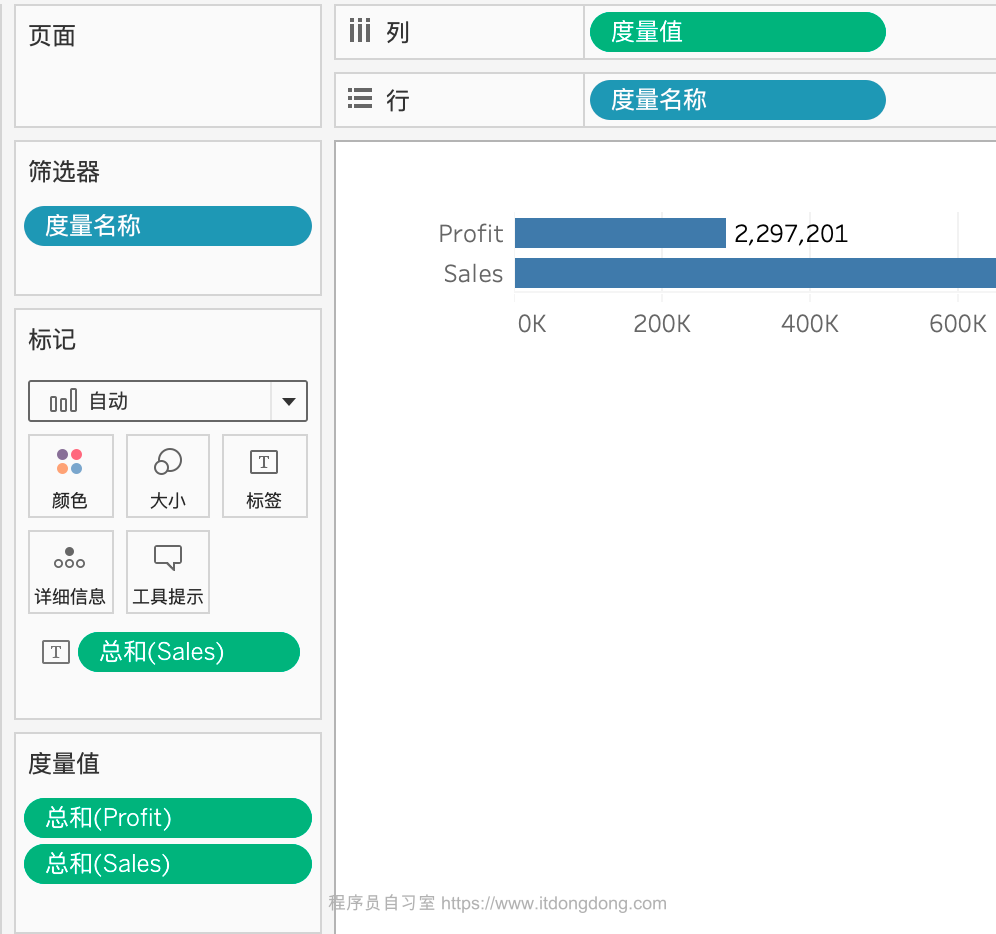 页面
列
度量值
行
度量名称
筛选器
度量名称
标记
自动
颜色
大小
T
标签
详细信息
工具提示
T
总和(Sales)
度量值
总和(Profit)
总和(Sales)
Profit
2,297,201
Sales
0K
200K
400K
600K
程序员自习室 https://www.itdongdong.com